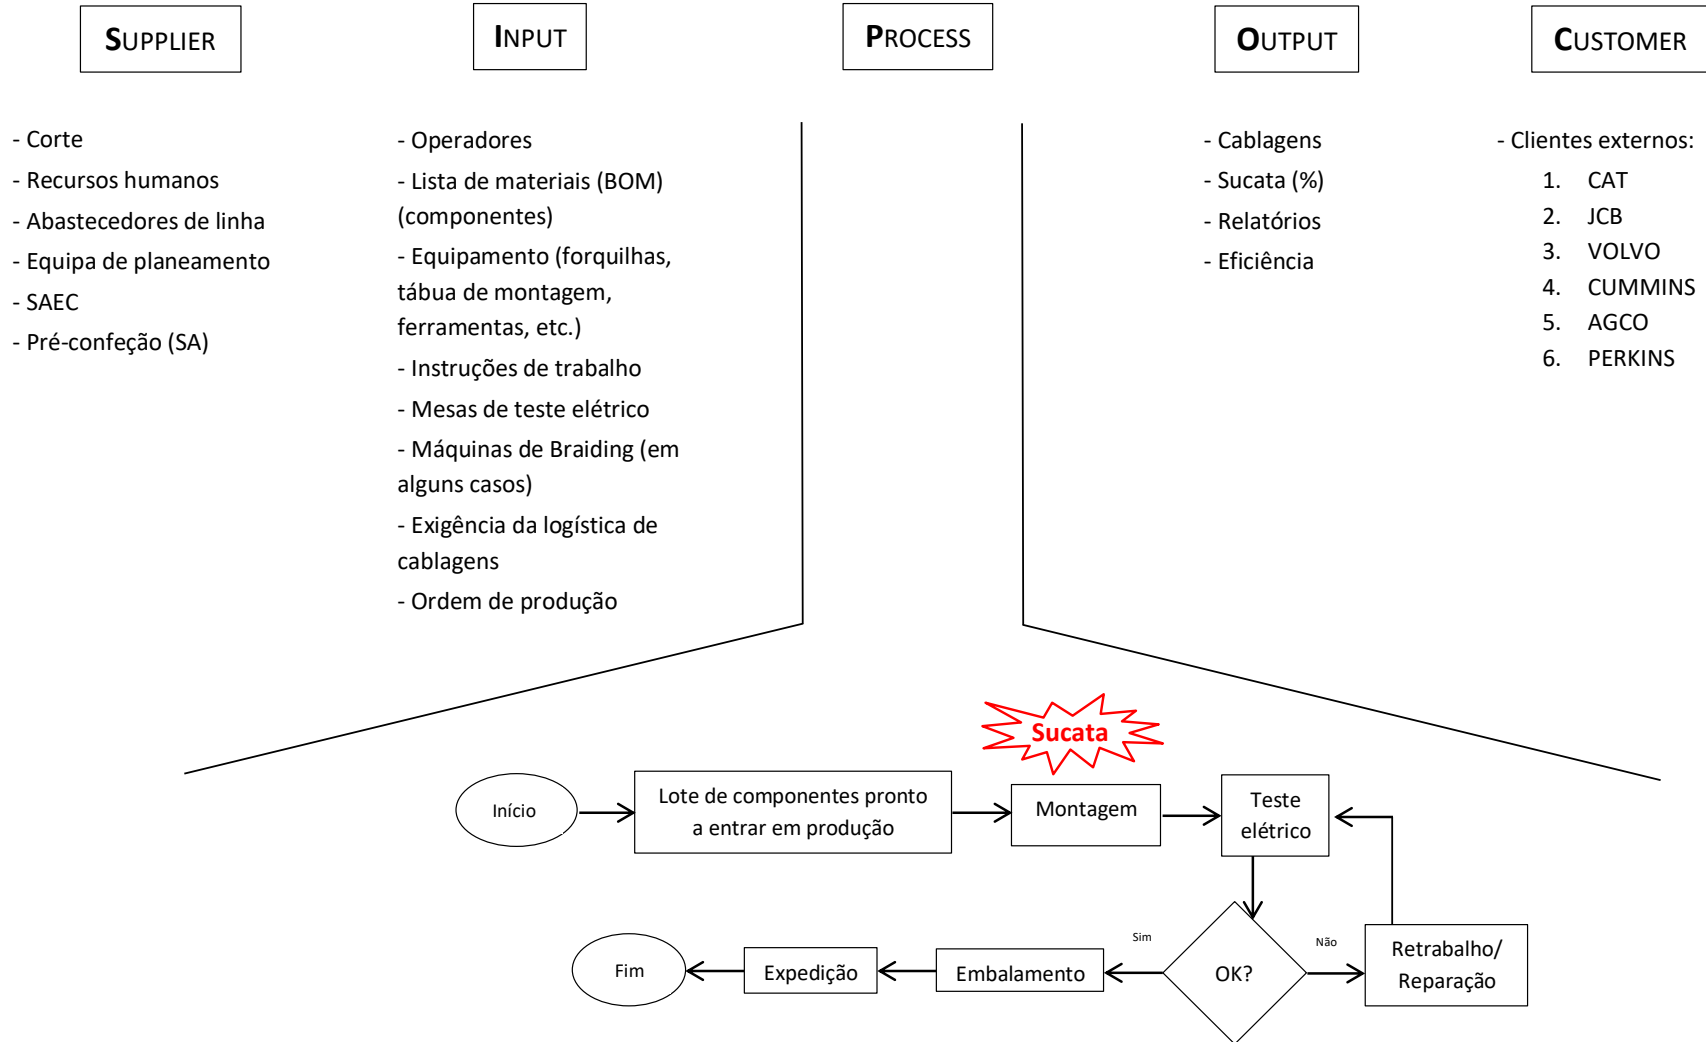 SUPPLIER
INPUT
PROCESS
OUTPUT
CUSTOMER
- Corte
- Recursos humanos
- Abastecedores de linha
- Equipa de planeamento
- SAEC
- Pré-confeção (SA)
- Operadores
- Lista de materiais (BOM)
(componentes)
- Equipamento (forquilhas,
tábua de montagem,
ferramentas, etc.)
- Instruções de trabalho
- Mesas de teste elétrico
- Máquinas de Braiding (em
alguns casos)
- Exigência da logística de
cablagens
- Ordem de produção
- Cablagens
- Sucata (%)
- Relatórios
- Eficiência
- Clientes externos:
1. CAT
2. JCB
3. VOLVO
4. CUMMINS
5. AGCO
6. PERKINS
Sucata
Início
Lote de componentes pronto
a entrar em produção
Montagem
Teste
elétrico
Sim
Não
OK?
Retrabalho/
Reparação
Embalamento
Expedição
Fim